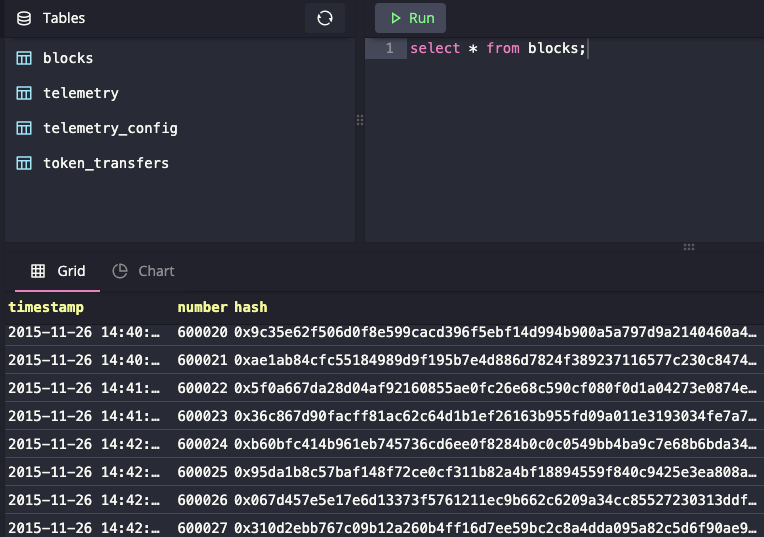 Tables
Run
blocks
telemetry
telemetry_config
token_transfers
1 select * from blocks;
Grid Chart
timestamp number hash
2015-11-26 14:40:… 600020 0x9c35e62f506d0f8e599cacd396f5ebf14d994b900a5a797d9a2140460a4…
2015-11-26 14:40:… 600021 0xae1ab84cfc55184989d9f195b7e4d886d7824f389237116577c230c8474…
2015-11-26 14:41:… 600022 0x5f0a667da28d04af92160855ae0fc26e68c590cf080f0d1a04273e0874e…
2015-11-26 14:41:… 600023 0x36c867d90facff81ac62c64d1b1ef26163b955fd09a011e3193034fe7a7…
2015-11-26 14:42:… 600024 0xb60bfc414b961eb745736cd6ee0f8284b0c0c0549bb4ba9c7e68b6bda34…
2015-11-26 14:42:… 600025 0x95da1b8c57baf148f72ce0cf311b82a4bf18894559f840c9425e3ea808a…
2015-11-26 14:42:… 600026 0x067d457e5e17e6d13373f5761211ec9b662c6209a34cc85527230313ddf…
2015-11-26 14:42:… 600027 0x310d2ebb767c09b12a260b4ff16d7ee59bc2c8a4dda095a82c5d6f90ae9…